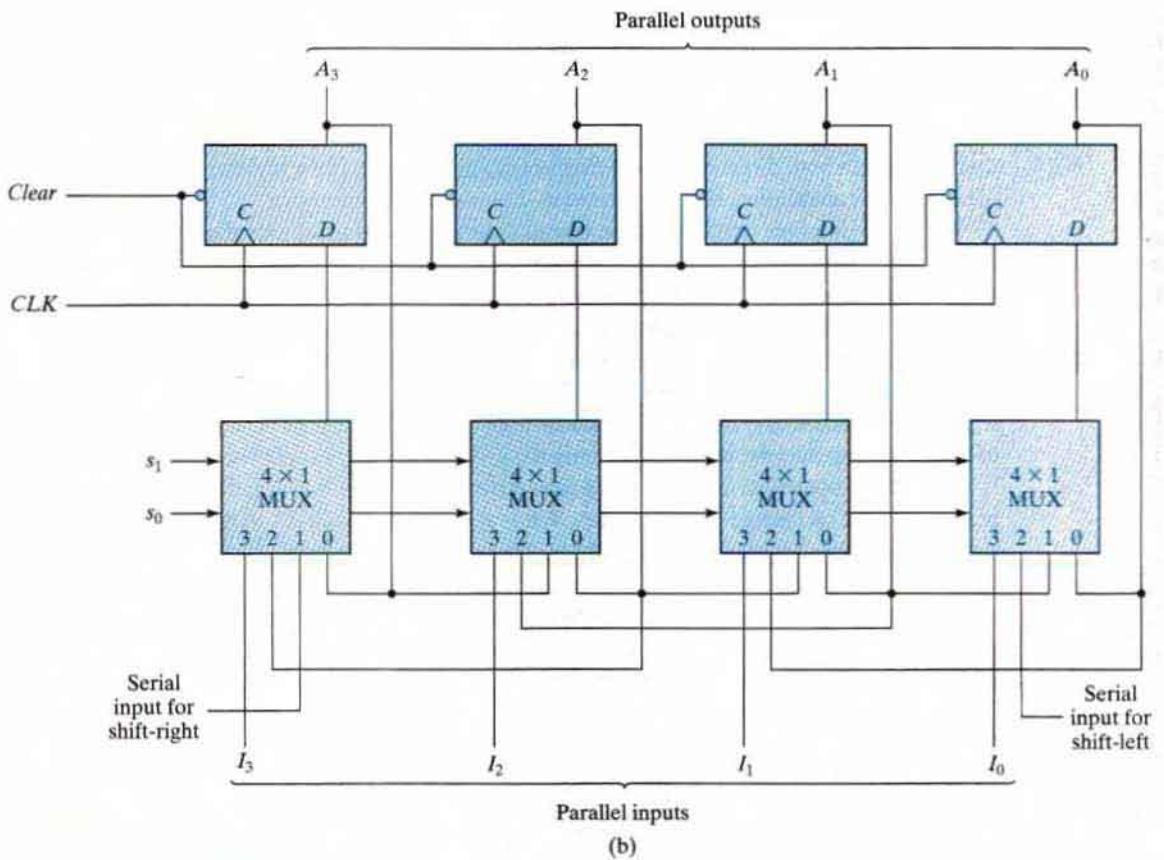 Parallel outputs
A₃ A₂ A₁ A₀
Clear
C D C D C D C D
CLK
s₁
s₀
4 × 1 4 × 1 4 × 1 4 × 1
MUX MUX MUX MUX
3 2 1 0 3 2 1 0 3 2 1 0 3 2 1 0
Serial
input for
shift-right
Serial
input for
shift-left
I₃ I₂ I₁ I₀
Parallel inputs
(b)